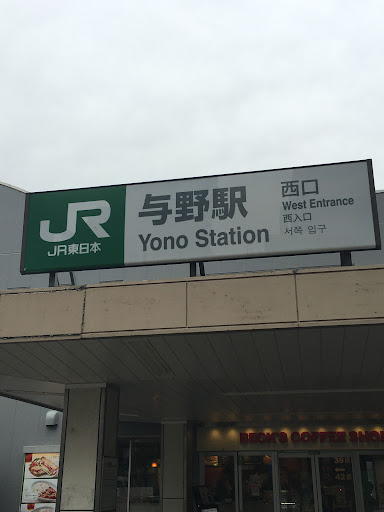 JR
JR東日本
与野駅
Yono Station
西口
West Entrance
西入口
서쪽 입구
BECK'S COFFEE SHOP